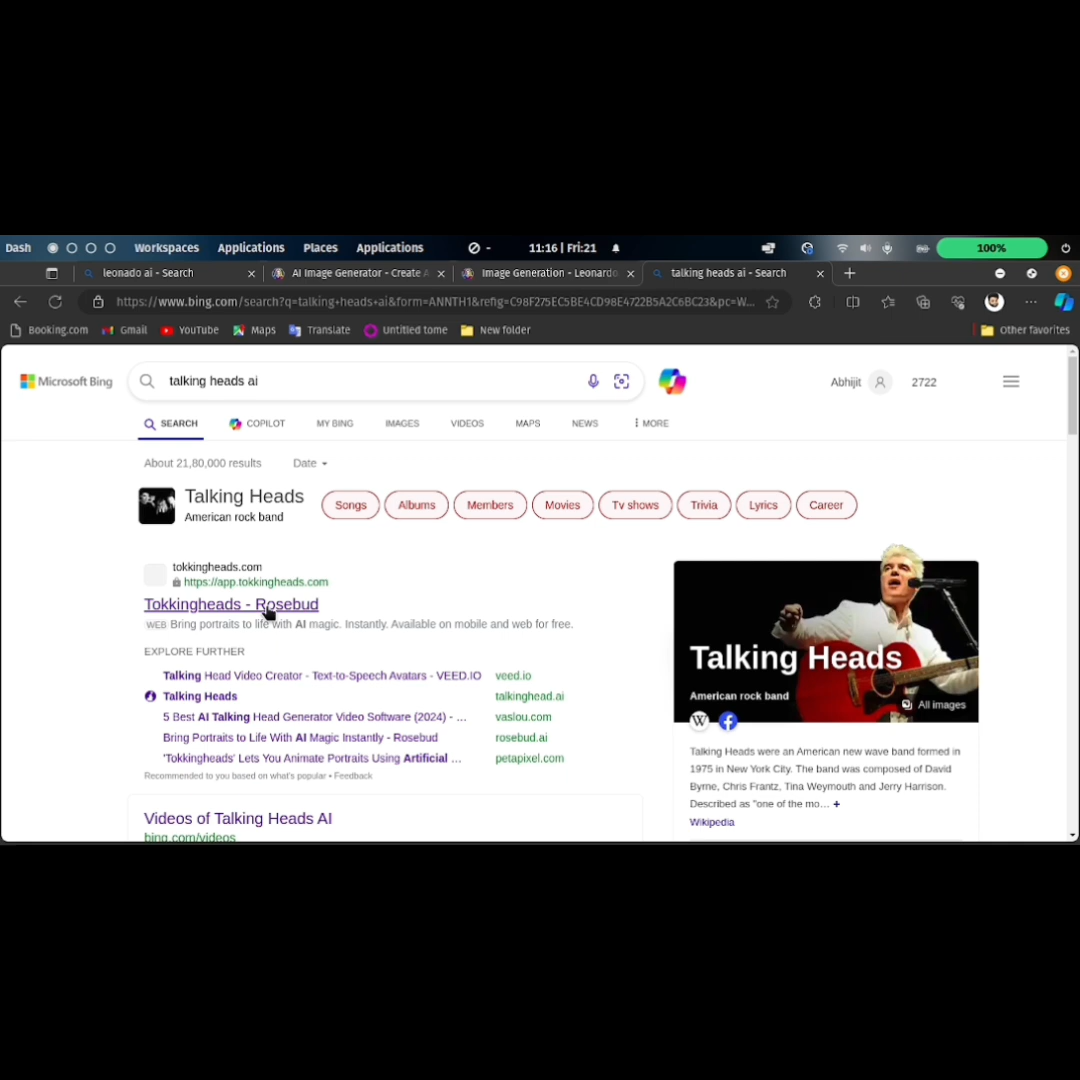 Dash Workspaces Applications Places Applications - 11:16 | Fri:21 100%
leonado ai - Search AI Image Generator - Create A Image Generation - Leonardo talking heads ai - Search
https://www.bing.com/search?q=talking+heads+ai&form=ANNTH1&refig=C98F275EC5BE4CD98E4722B5A2C6BC23&pc=W...
Booking.com Gmail YouTube Maps Translate Untitled tome New folder Other favorites
Microsoft Bing talking heads ai Abhijit 2722
SEARCH COPILOT MY BING IMAGES VIDEOS MAPS NEWS MORE
About 21,80,000 results Date
Talking Heads
American rock band
Songs Albums Members Movies Tv shows Trivia Lyrics Career
tokkingheads.com
https://app.tokkingheads.com
Tokkingheads - Rosebud
WEB Bring portraits to life with AI magic. Instantly. Available on mobile and web for free.
EXPLORE FURTHER
Talking Head Video Creator - Text-to-Speech Avatars - VEED.IO veed.io
Talking Heads talkinghead.ai
5 Best AI Talking Head Generator Video Software (2024) - ... vaslou.com
Bring Portraits to Life With AI Magic Instantly - Rosebud rosebud.ai
'Tokkingheads' Lets You Animate Portraits Using Artificial ... petapixel.com
Recommended to you based on what's popular • Feedback
Videos of Talking Heads AI
bing.com/videos
Talking Heads
American rock band
All images
W
Talking Heads were an American new wave band formed in
1975 in New York City. The band was composed of David
Byrne, Chris Frantz, Tina Weymouth and Jerry Harrison.
Described as "one of the mo... +
Wikipedia